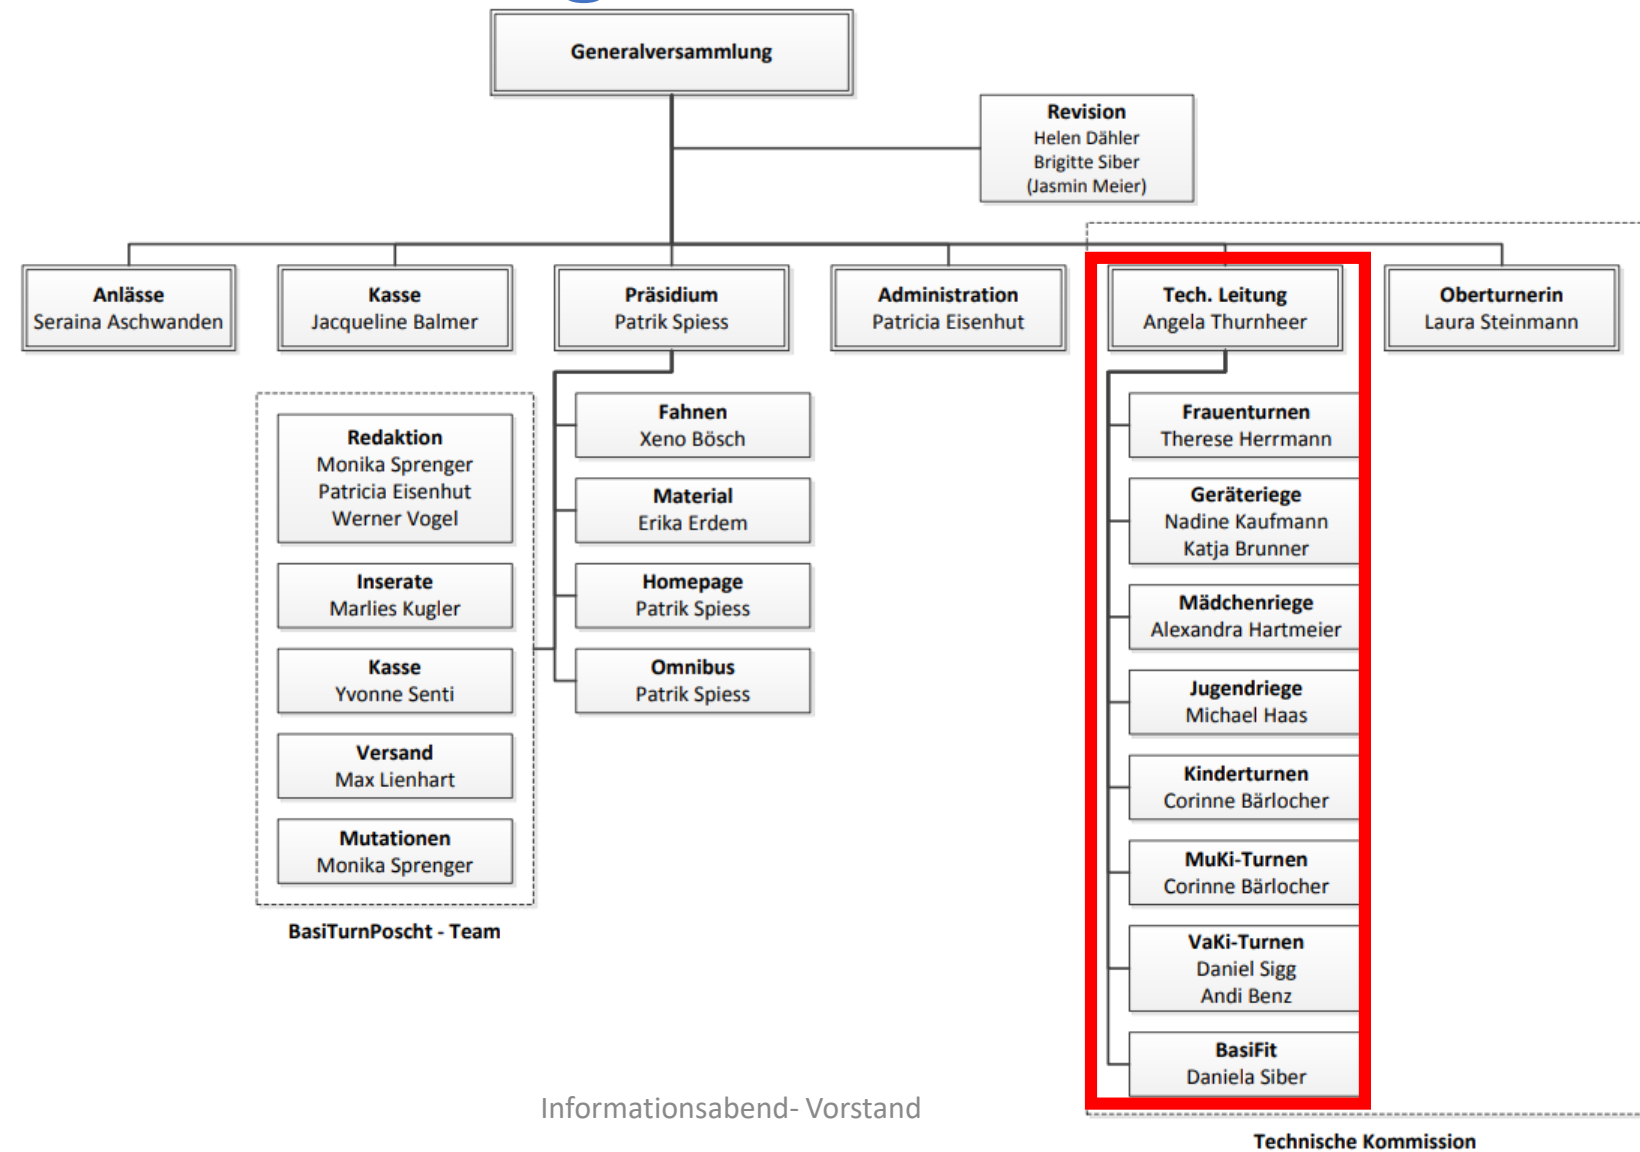 Generalversammlung
Revision
Helen Dähler
Brigitte Siber
(Jasmin Meier)
Anlässe
Seraina Aschwanden
Kasse
Jacqueline Balmer
Präsidium
Patrik Spiess
Administration
Patricia Eisenhut
Tech. Leitung
Angela Thurnheer
Oberturnerin
Laura Steinmann
Redaktion
Monika Sprenger
Patricia Eisenhut
Werner Vogel
Inserate
Marlies Kugler
Kasse
Yvonne Senti
Versand
Max Lienhart
Mutationen
Monika Sprenger
BasiTurnPoscht - Team
Fahnen
Xeno Bösch
Material
Erika Erdem
Homepage
Patrik Spiess
Omnibus
Patrik Spiess
Frauenturnen
Therese Herrmann
Geräteriege
Nadine Kaufmann
Katja Brunner
Mädchenriege
Alexandra Hartmeier
Jugendriege
Michael Haas
Kinderturnen
Corinne Bärlocher
MuKi-Turnen
Corinne Bärlocher
VaKi-Turnen
Daniel Sigg
Andi Benz
BasiFit
Daniela Siber
Informationsabend- Vorstand
Technische Kommission